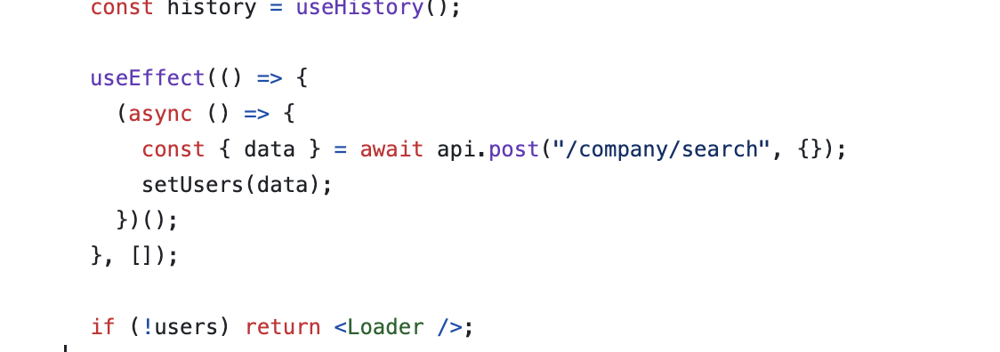 const history = useHistory();
useEffect(() => {
(async () => {
const { data } = await api.post("/company/search", {});
setUsers(data);
})();
}, []);
if (!users) return <Loader />;